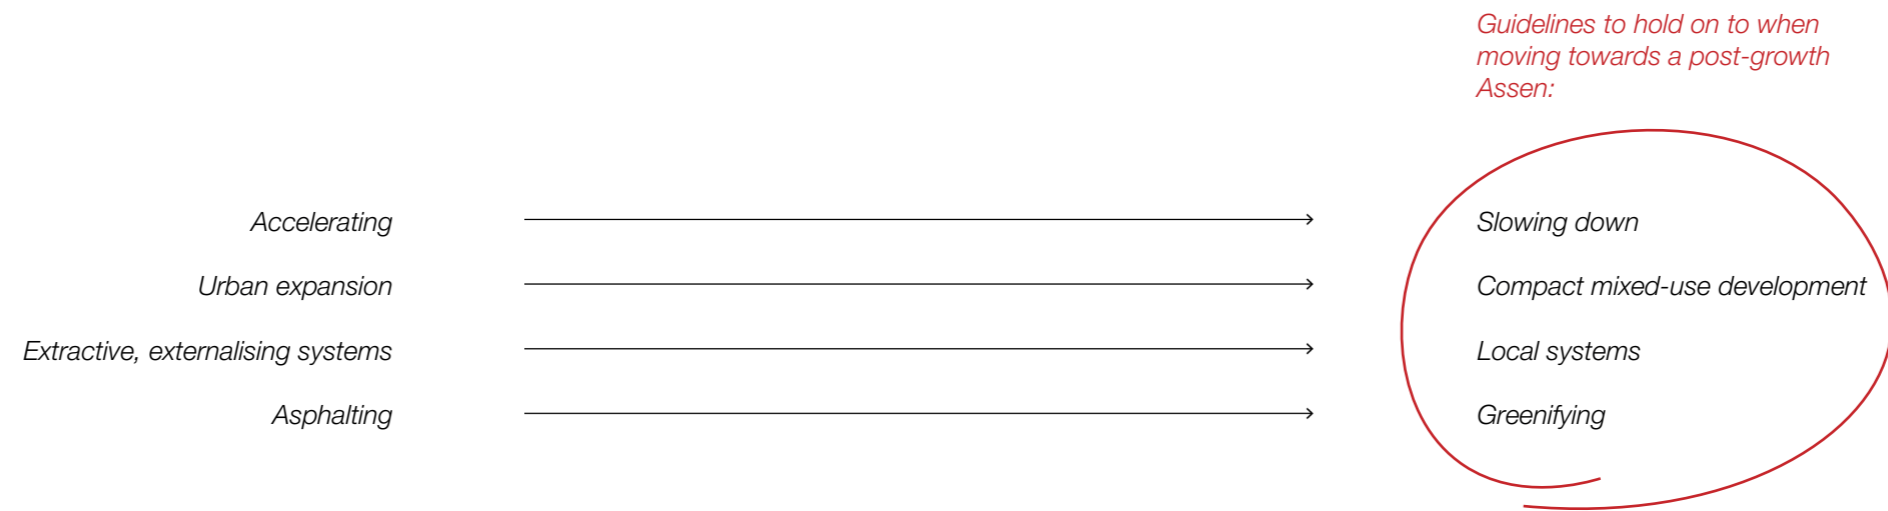 Guidelines to hold on to when
moving towards a post-growth
Assen:
Accelerating
Slowing down
Urban expansion
Compact mixed-use development
Extractive, externalising systems
Local systems
Asphalting
Greenifying